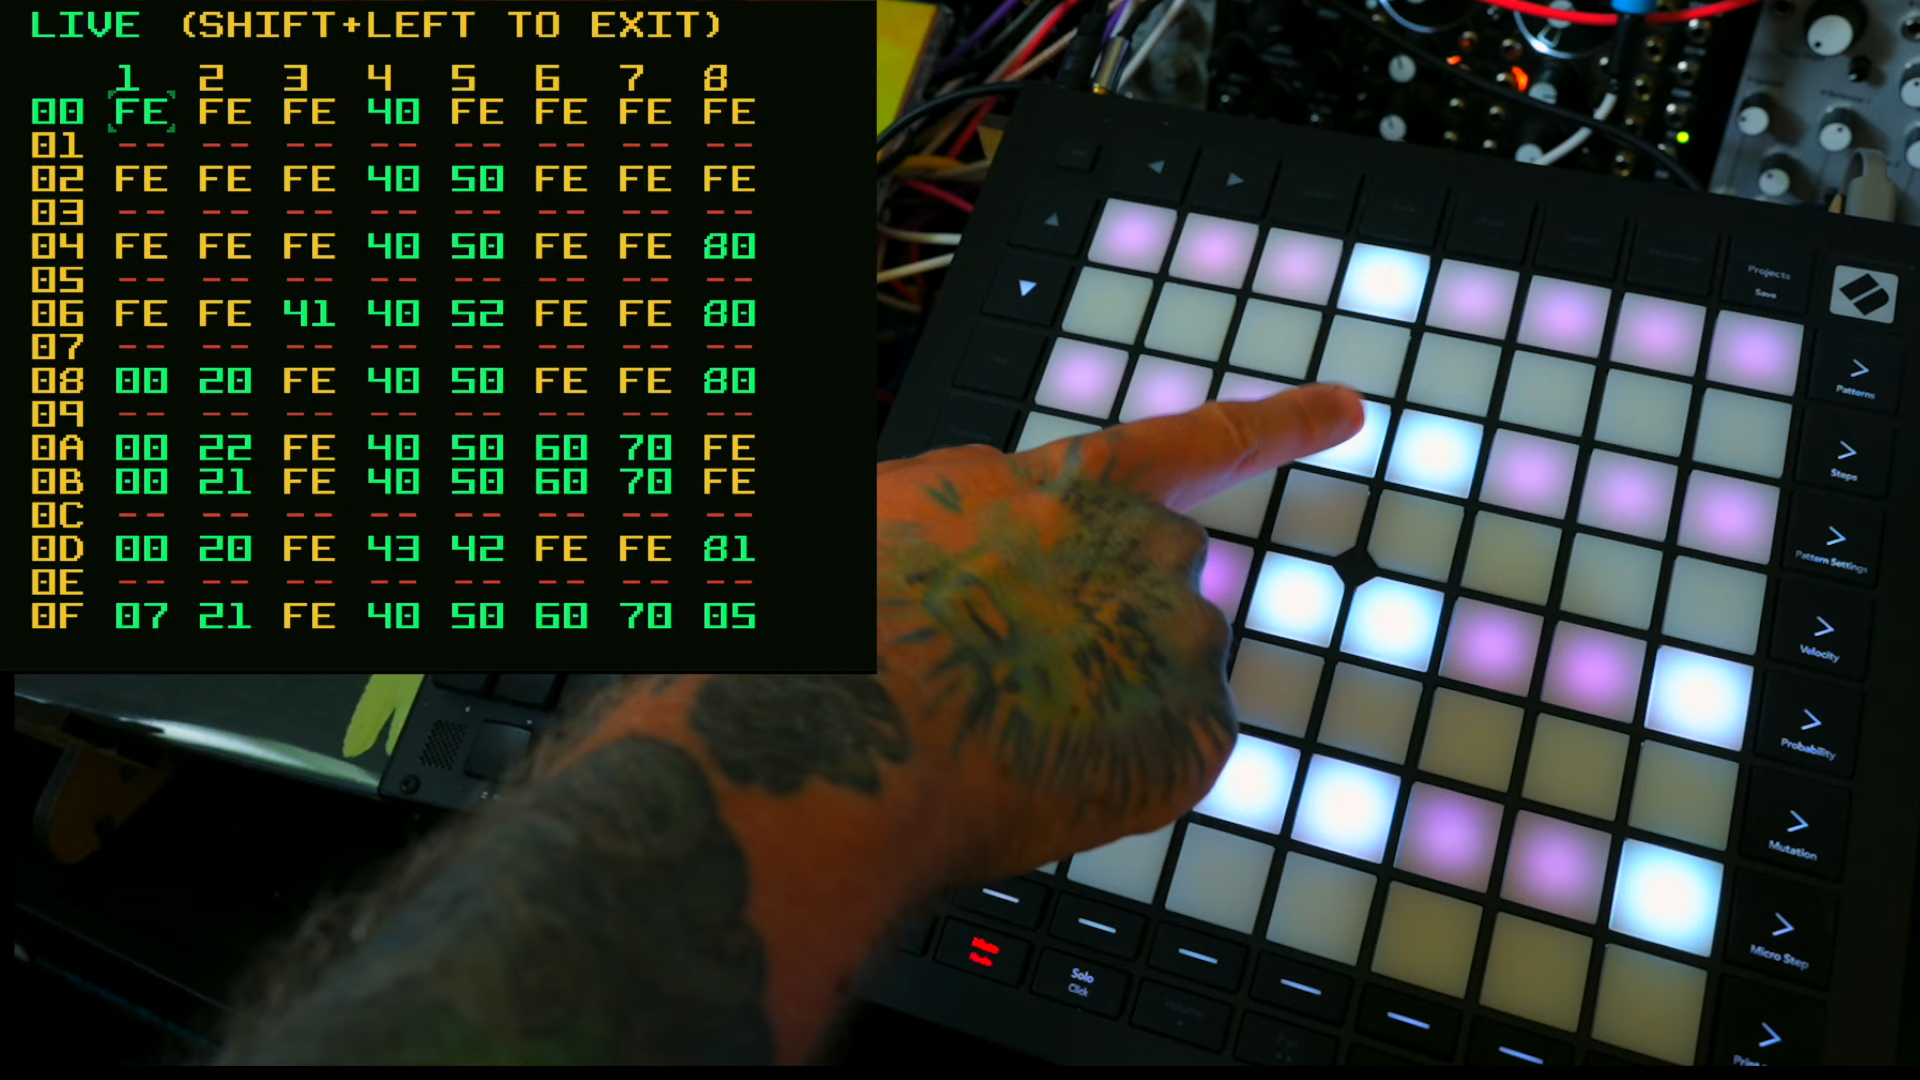 LIVE (SHIFT+LEFT TO EXIT)
1 2 3 4 5 6 7 8
00 FE FE FE 40 FE FE FE FE
01 -- -- -- -- -- -- -- --
02 FE FE FE 40 50 FE FE FE
03 -- -- -- -- -- -- -- --
04 FE FE FE 40 50 FE FE 80
05 -- -- -- -- -- -- -- --
06 FE FE 41 40 52 FE FE 80
07 -- -- -- -- -- -- -- --
08 00 20 FE 40 50 FE FE 80
09 -- -- -- -- -- -- -- --
0A 00 22 FE 40 50 60 70 FE
0B 00 21 FE 40 50 60 70 FE
0C -- -- -- -- -- -- -- --
0D 00 20 FE 43 42 FE FE 81
0E -- -- -- -- -- -- -- --
0F 07 21 FE 40 50 60 70 05
Projects
Save
Patterns
Steps
Pattern Settings
Velocity
Probability
Mutation
Micro Step
Solo
Click